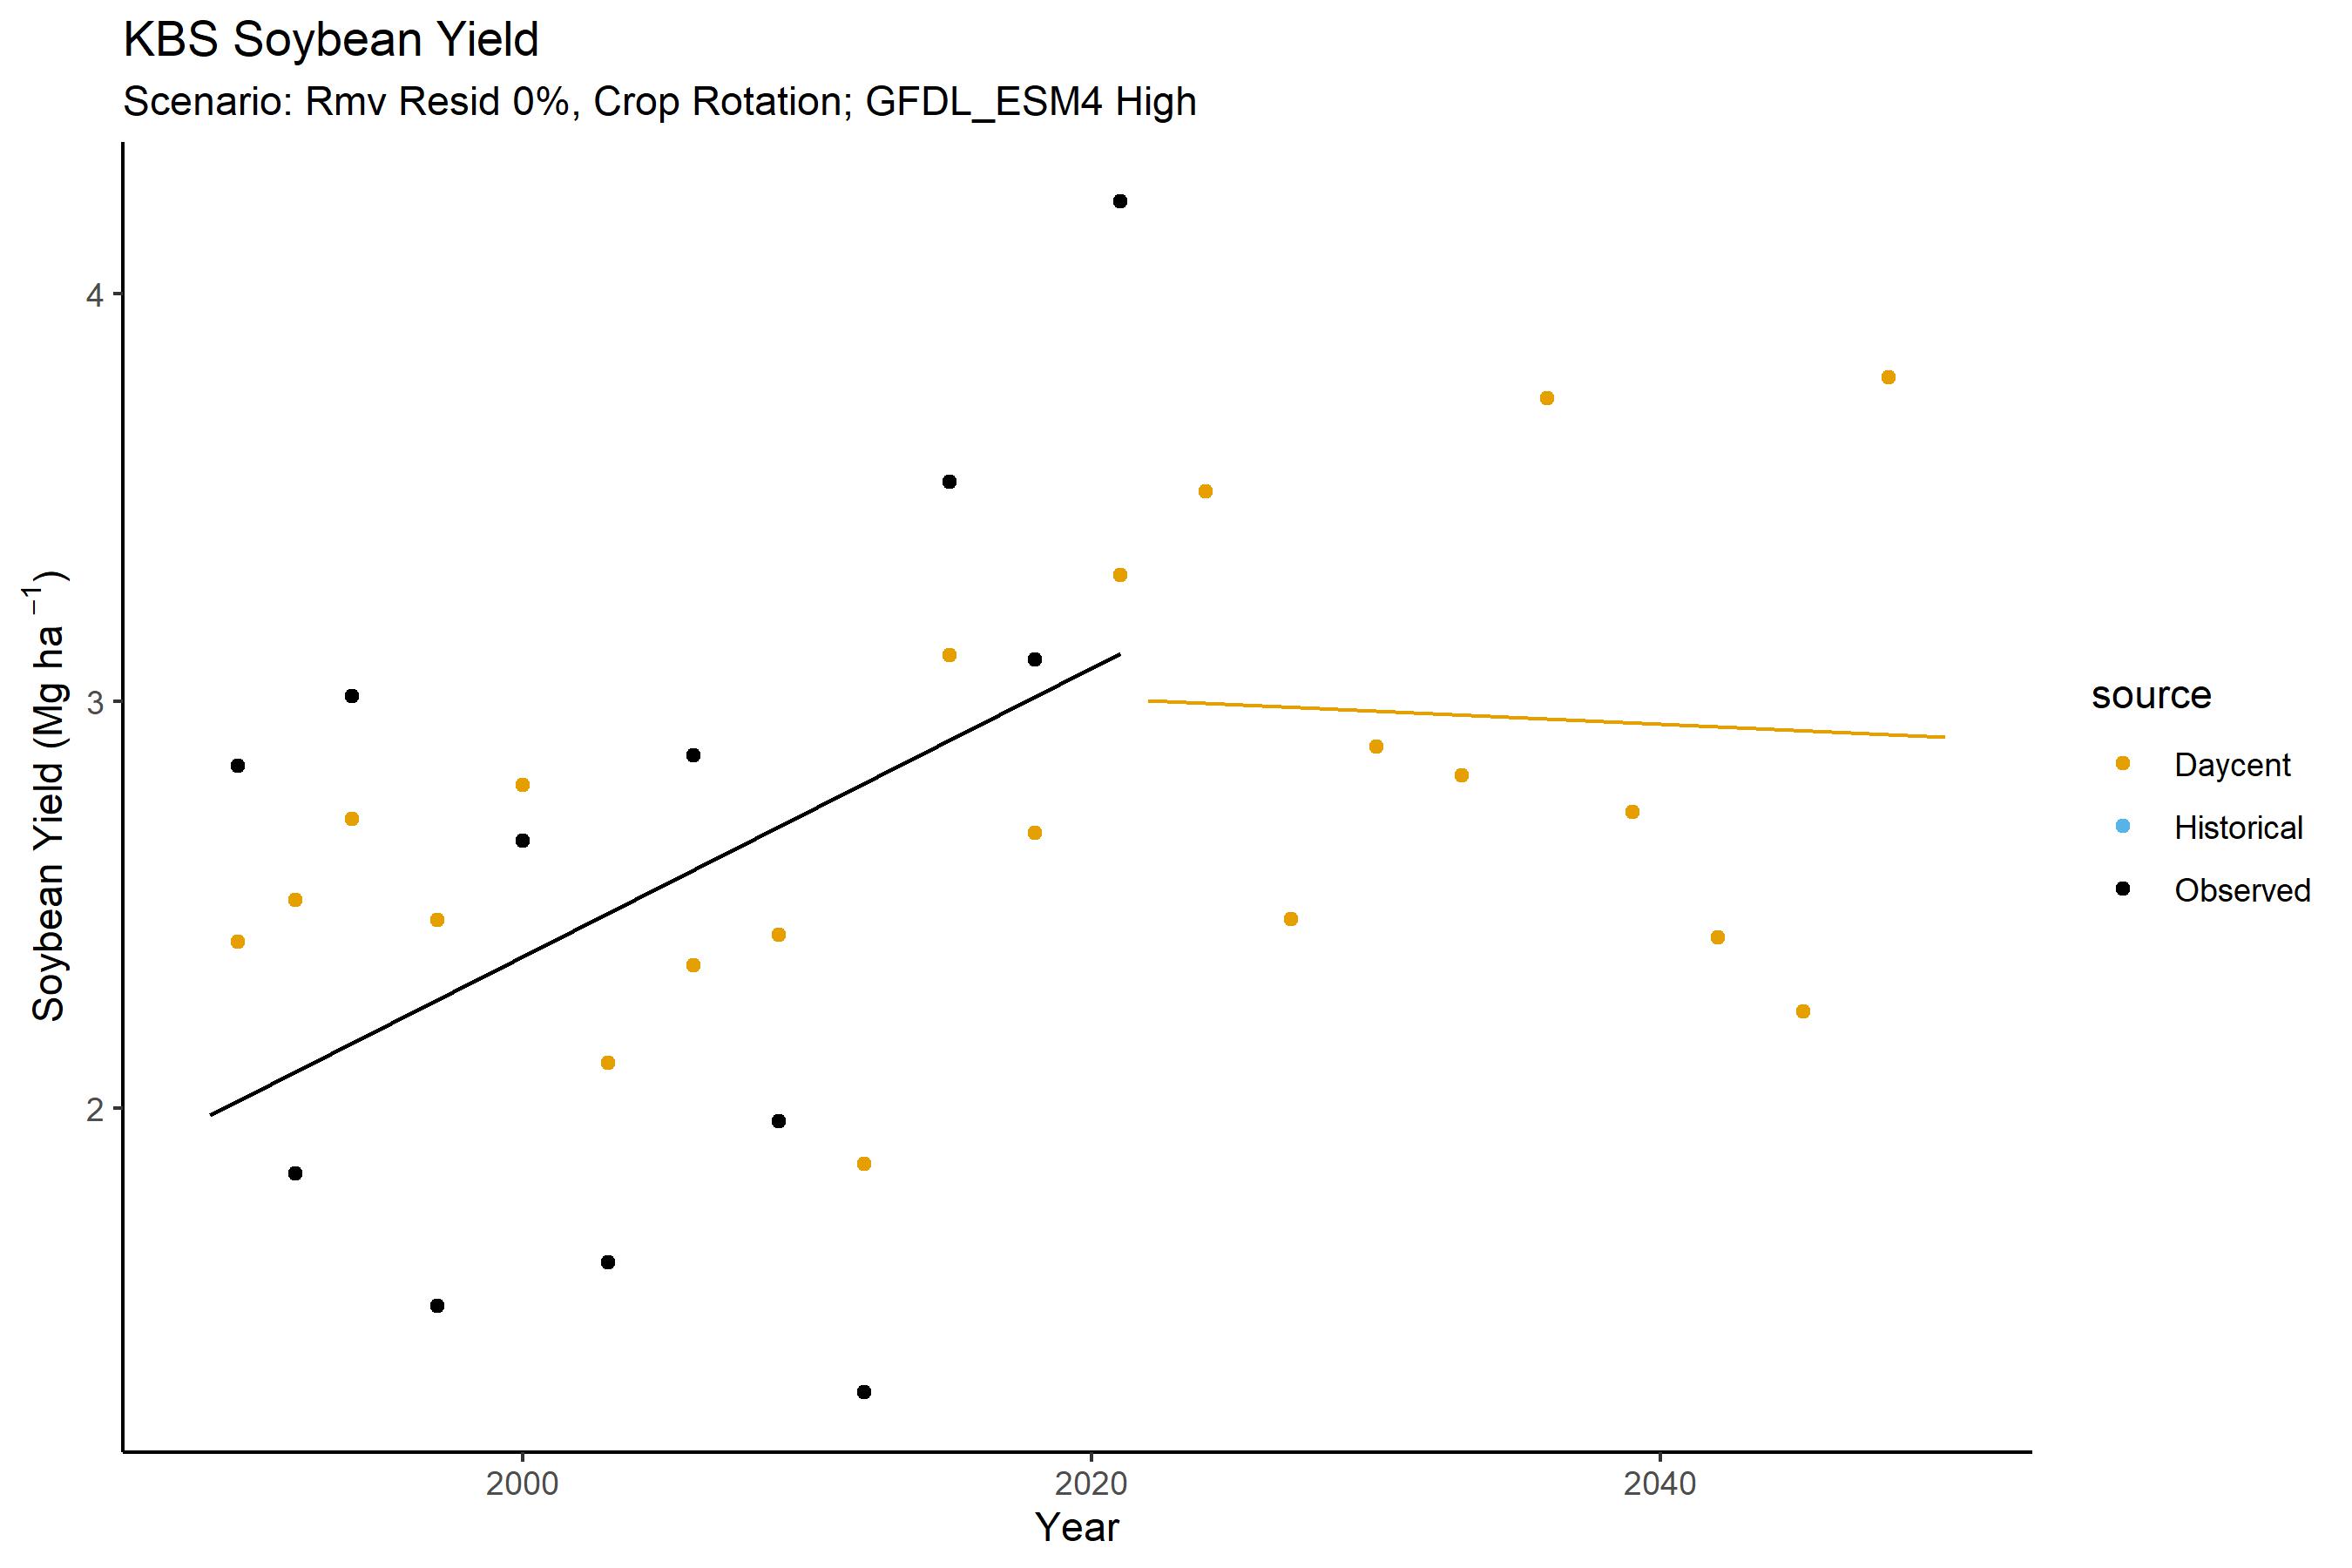 KBS Soybean Yield
Scenario: Rmv Resid 0%, Crop Rotation; GFDL_ESM4 High
Soybean Yield (Mg ha⁻¹)
4
3
2
2000
2020
2040
Year
source
Daycent
Historical
Observed